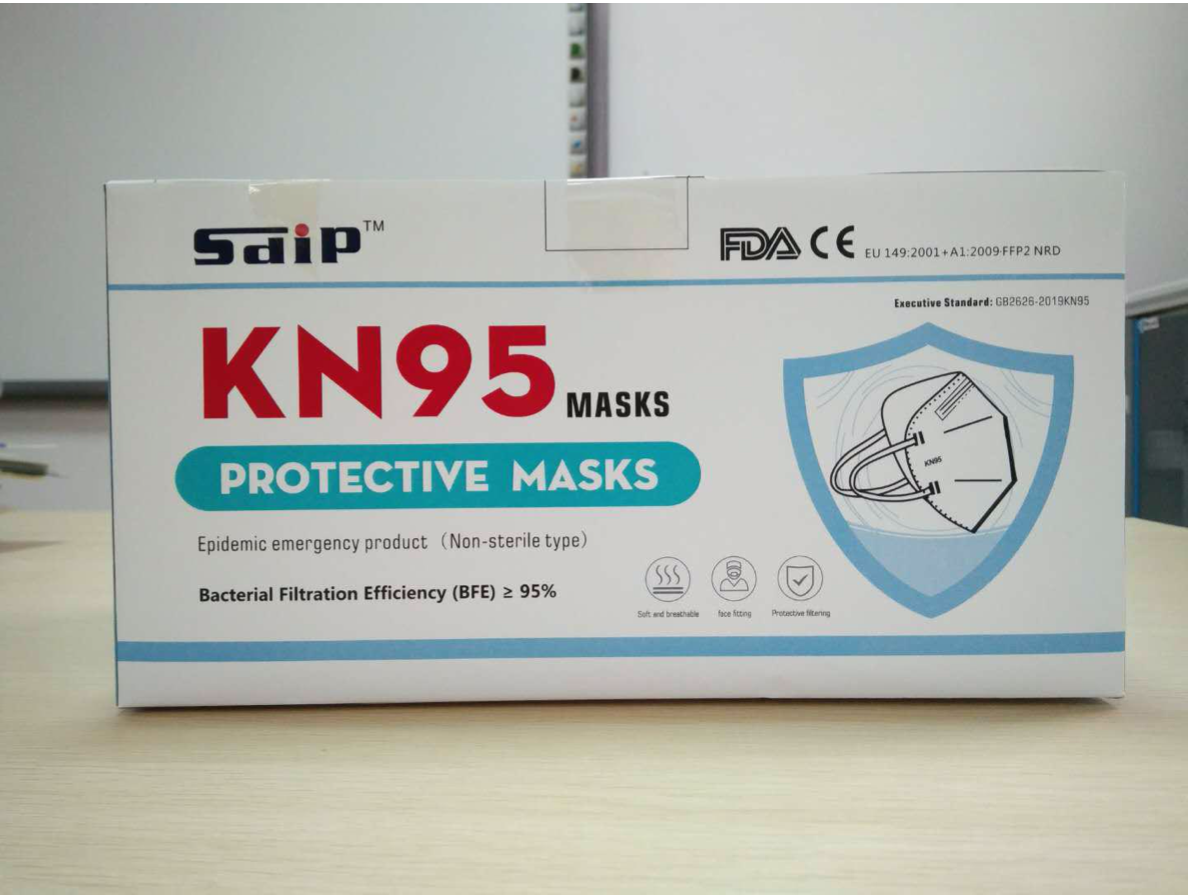 Saip™
FDA CE EU 149:2001+A1:2009-FFP2 NRD
Executive Standard: GB2626-2019KN95
KN95 MASKS
PROTECTIVE MASKS
KN95
Epidemic emergency product (Non-sterile type)
Bacterial Filtration Efficiency (BFE) ≥ 95%
Soft and breathable
face fitting
Protective filtering